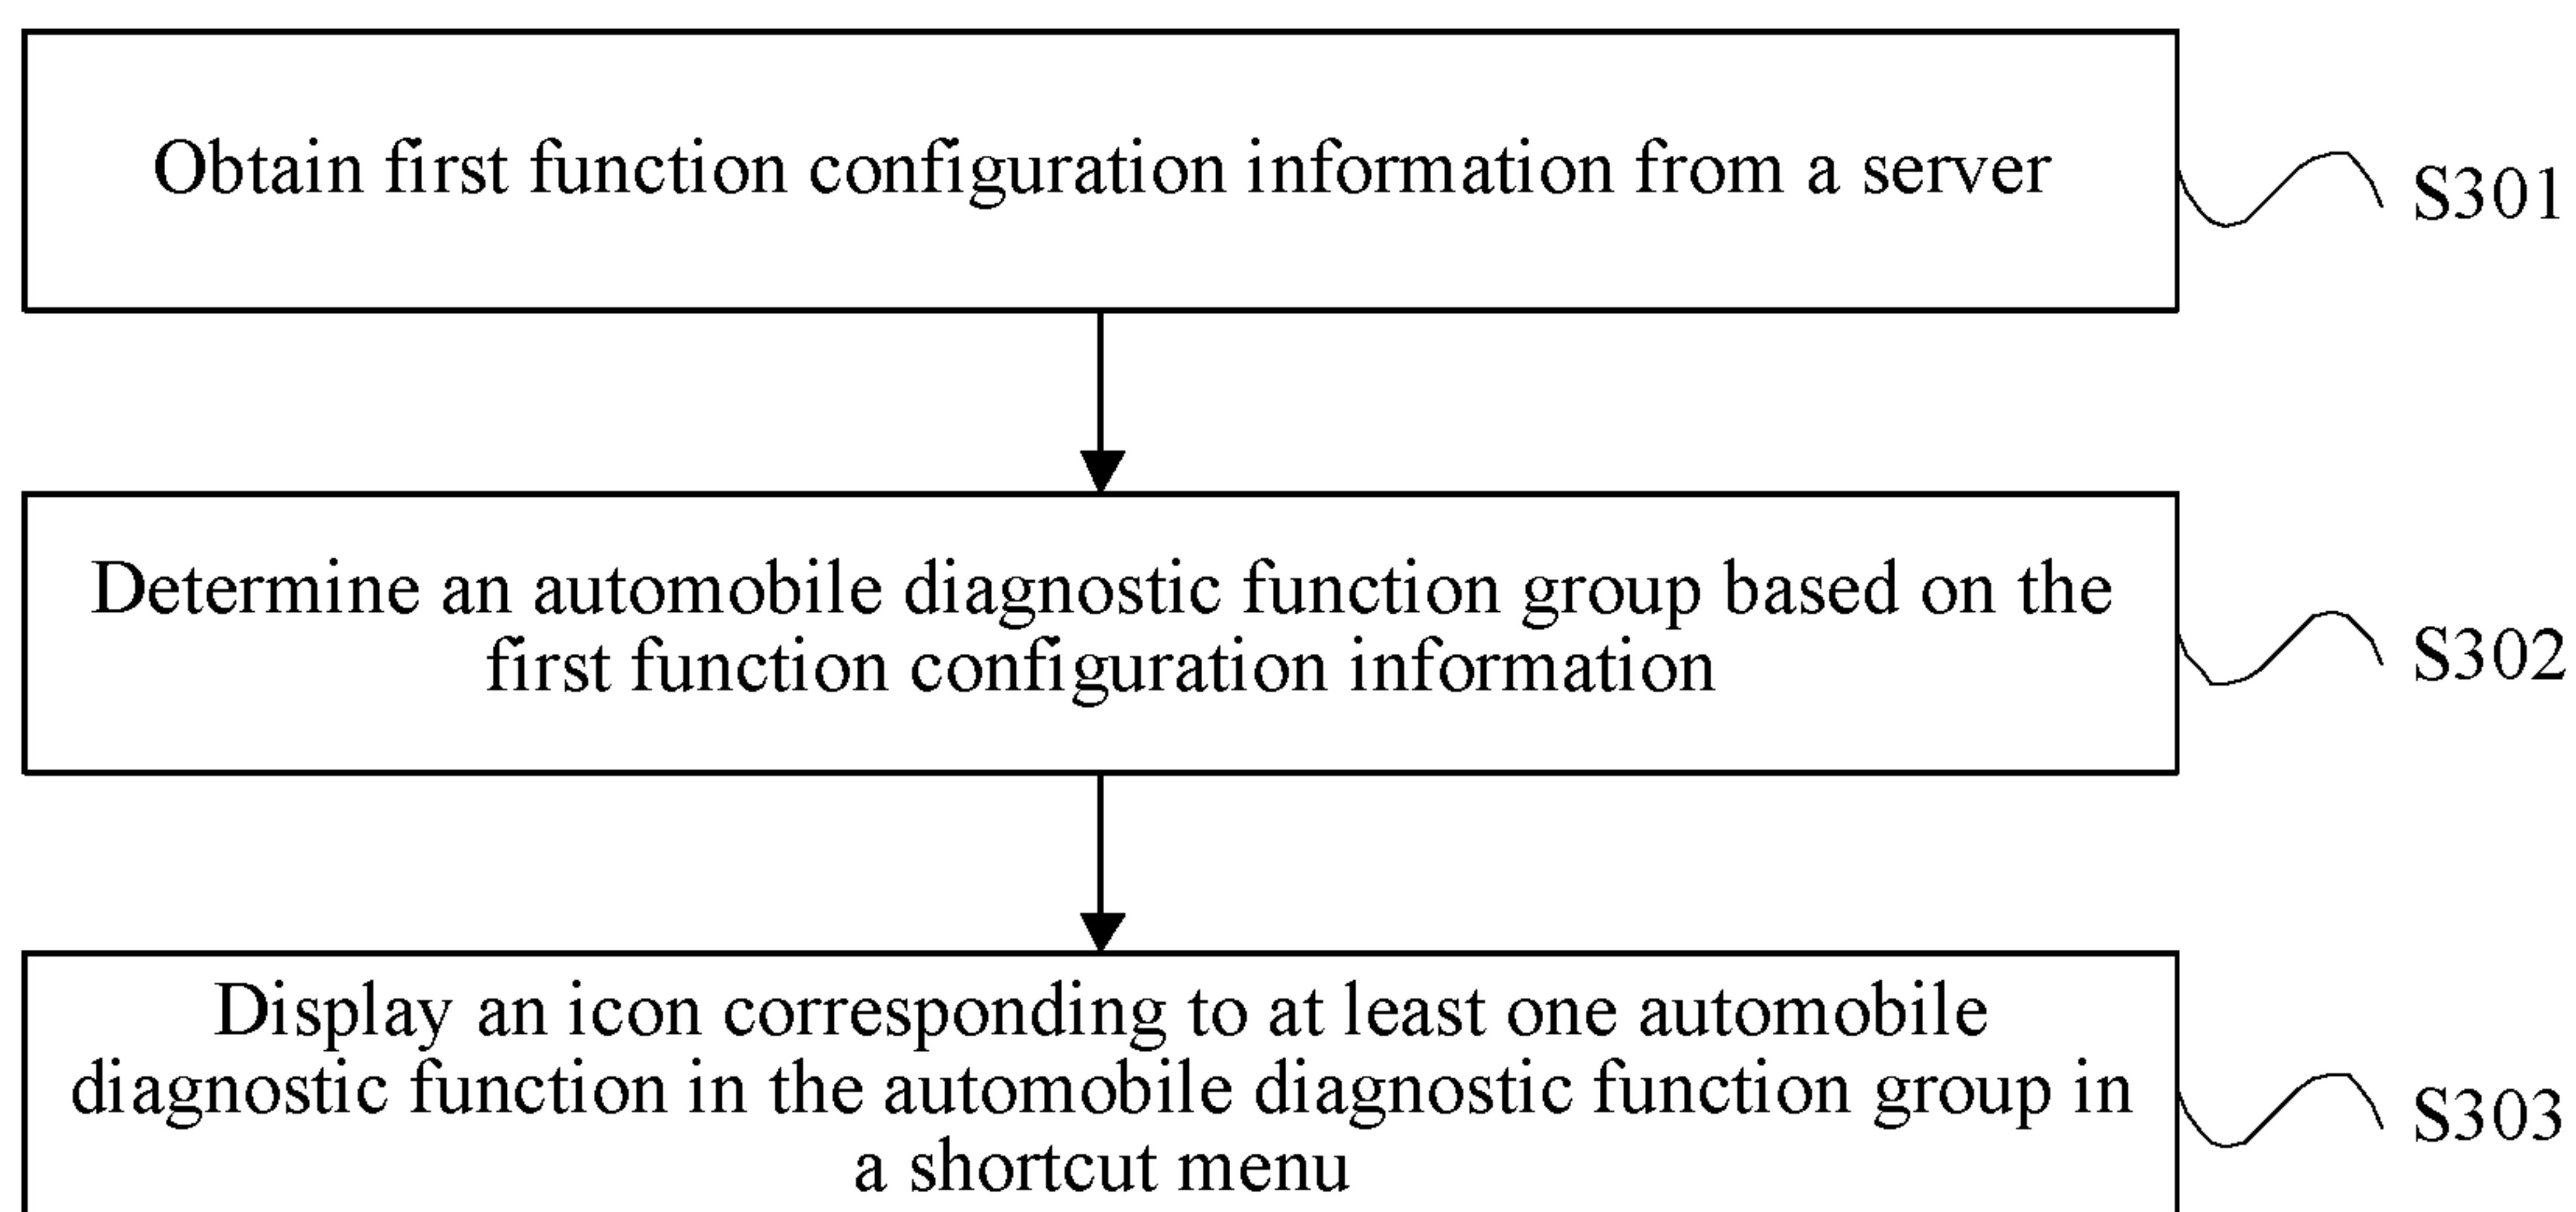 Obtain first function configuration information from a server
S301
Determine an automobile diagnostic function group based on the
first function configuration information
S302
Display an icon corresponding to at least one automobile
diagnostic function in the automobile diagnostic function group in
a shortcut menu
S303